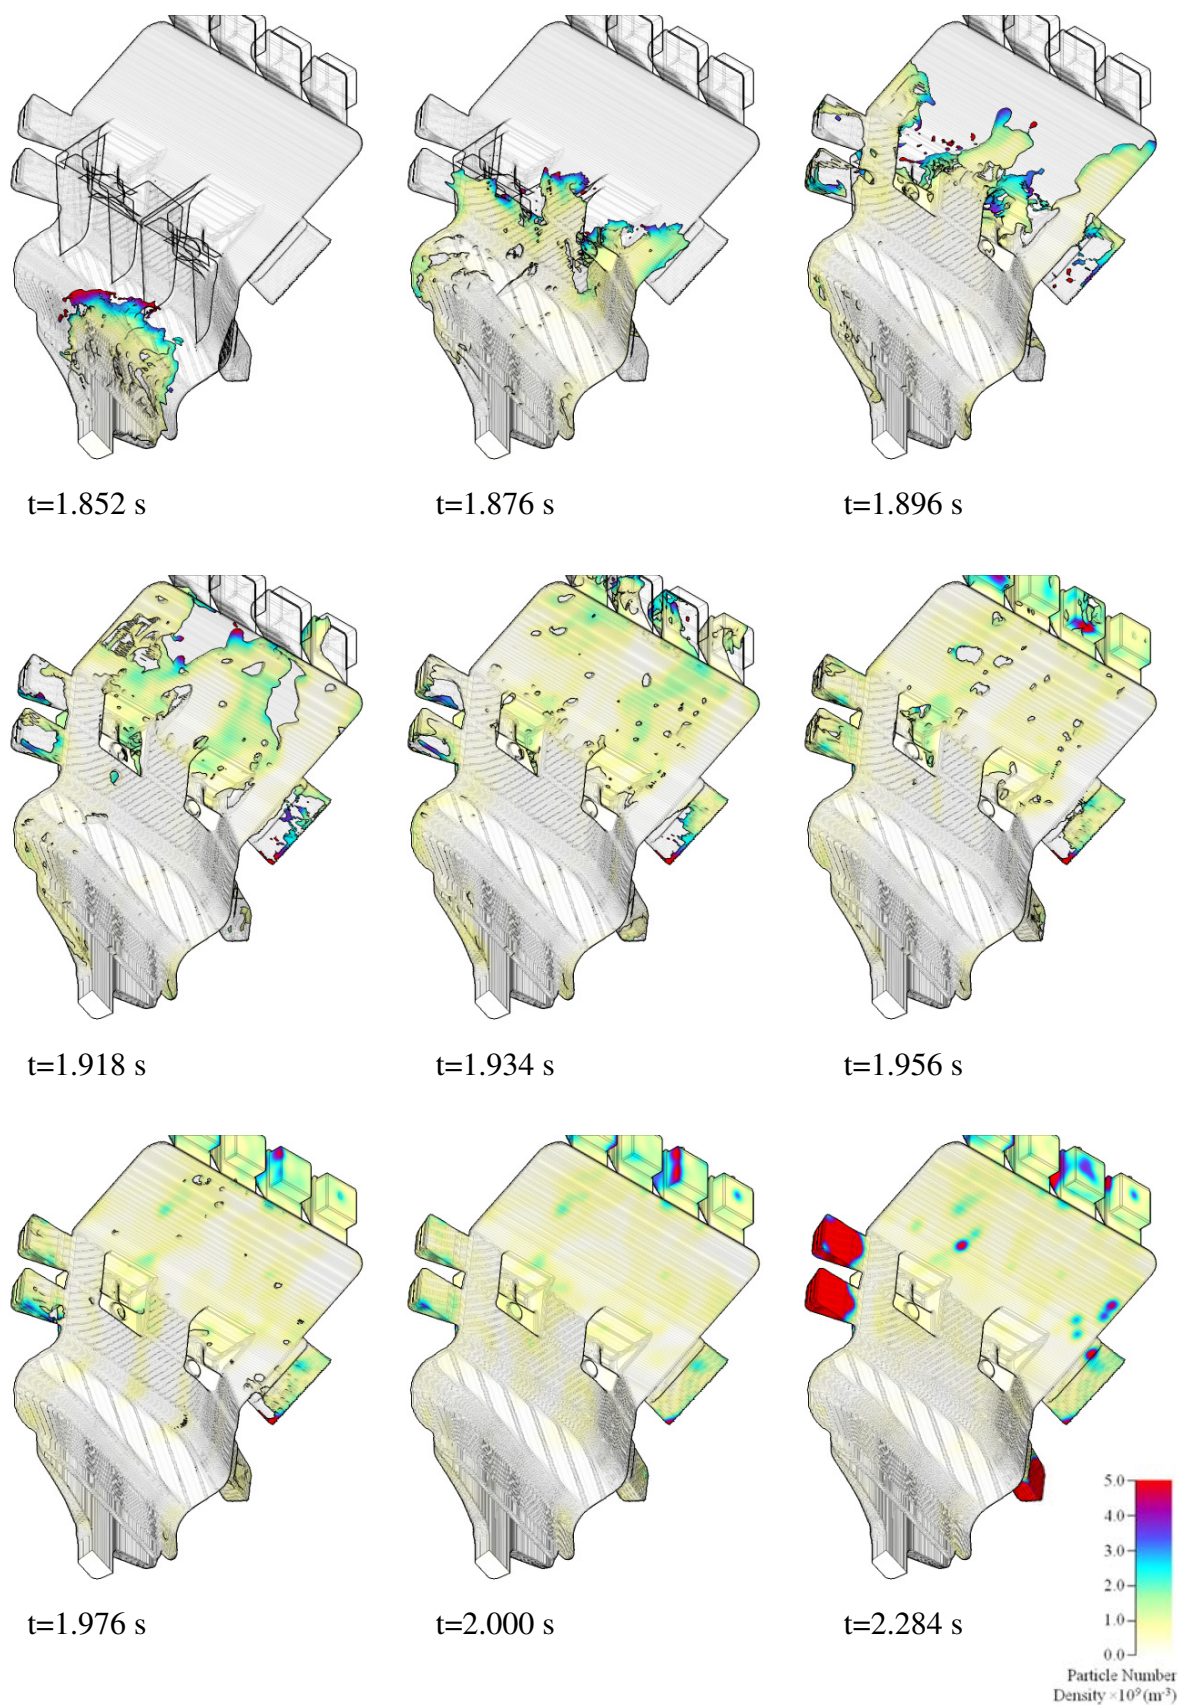 t=1.852 s
t=1.876 s
t=1.896 s
t=1.918 s
t=1.934 s
t=1.956 s
t=1.976 s
t=2.000 s
t=2.284 s
5.0
4.0
3.0
2.0
1.0
0.0
Particle Number
Density ×10⁹(m⁻³)